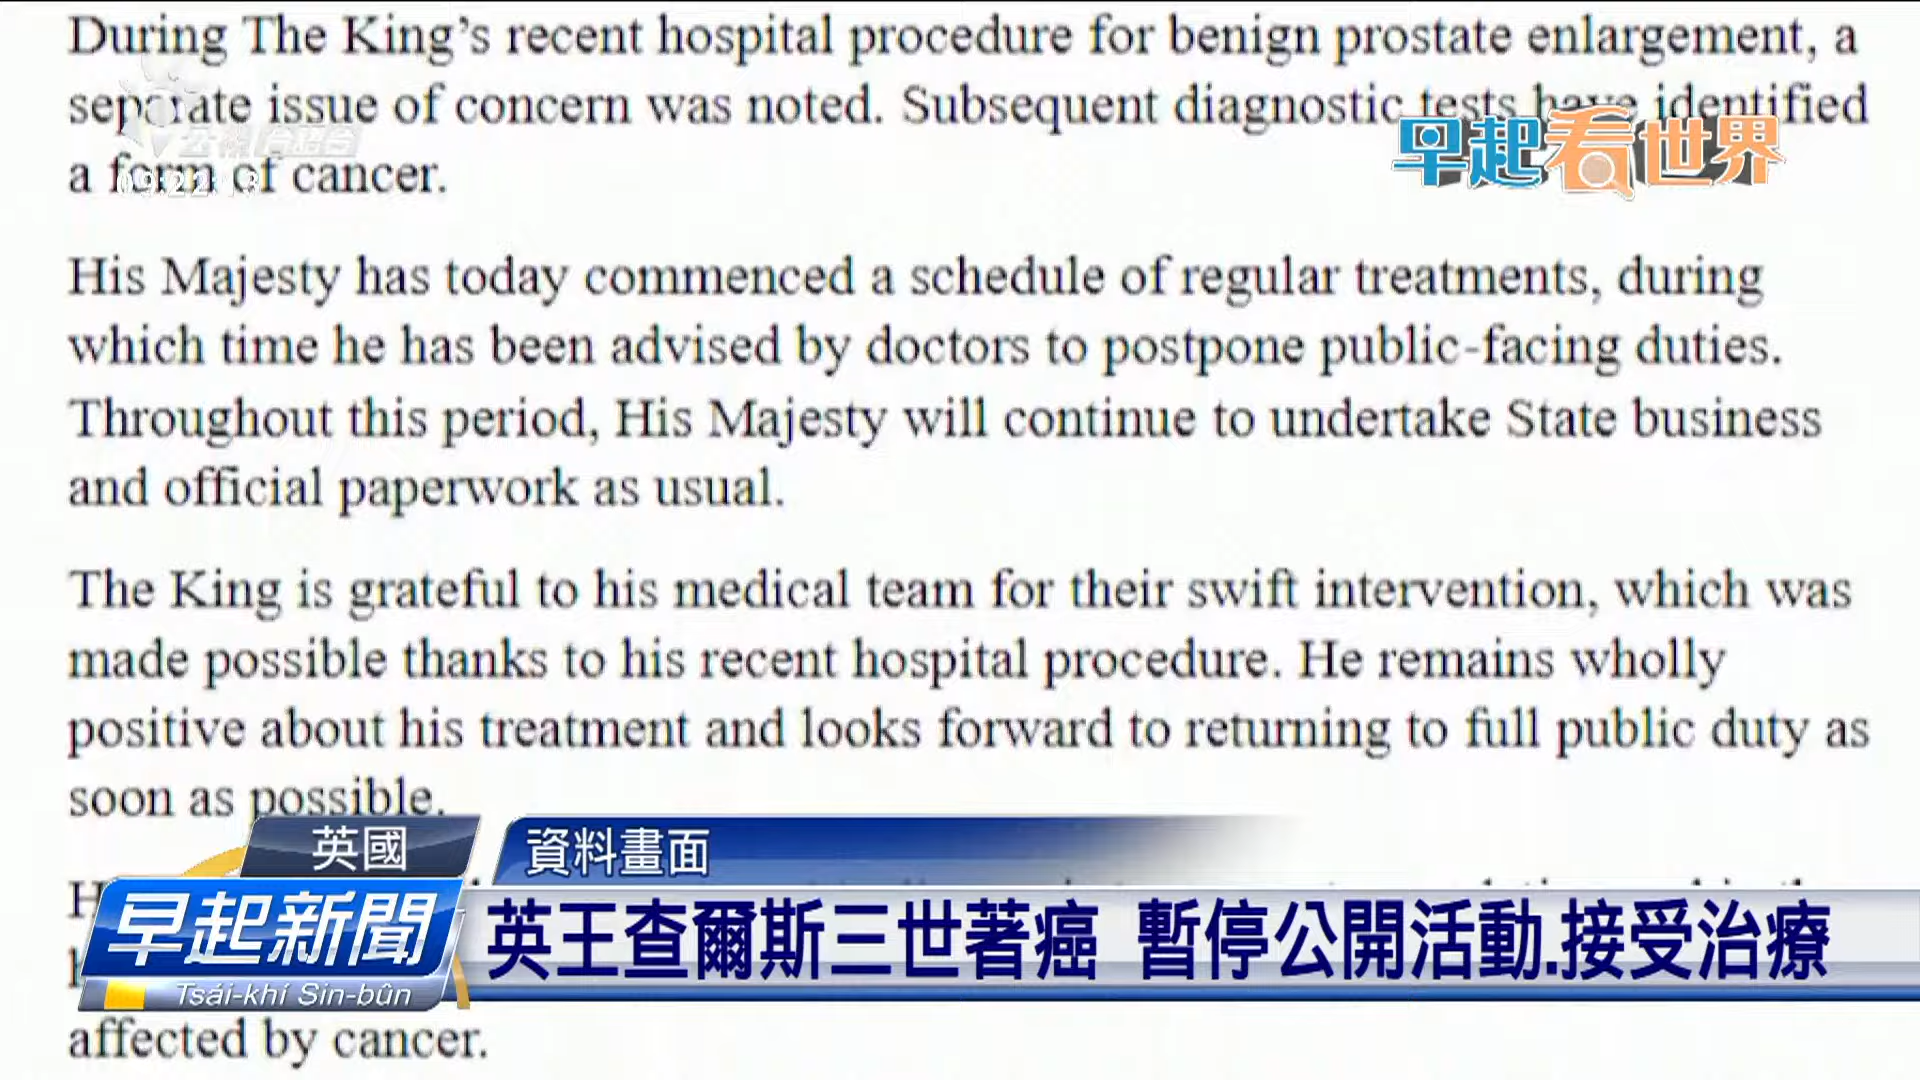 During The King's recent hospital procedure for benign prostate enlargement, a
separate issue of concern was noted. Subsequent diagnostic tests have identified
a form of cancer.
公視台語台
早起看世界
His Majesty has today commenced a schedule of regular treatments, during
which time he has been advised by doctors to postpone public-facing duties.
Throughout this period, His Majesty will continue to undertake State business
and official paperwork as usual.
The King is grateful to his medical team for their swift intervention, which was
made possible thanks to his recent hospital procedure. He remains wholly
positive about his treatment and looks forward to returning to full public duty as
soon as possible.
英國
資料畫面
早起新聞
Tsái-khí Sin-bûn
英王查爾斯三世著癌 暫停公開活動.接受治療
affected by cancer.